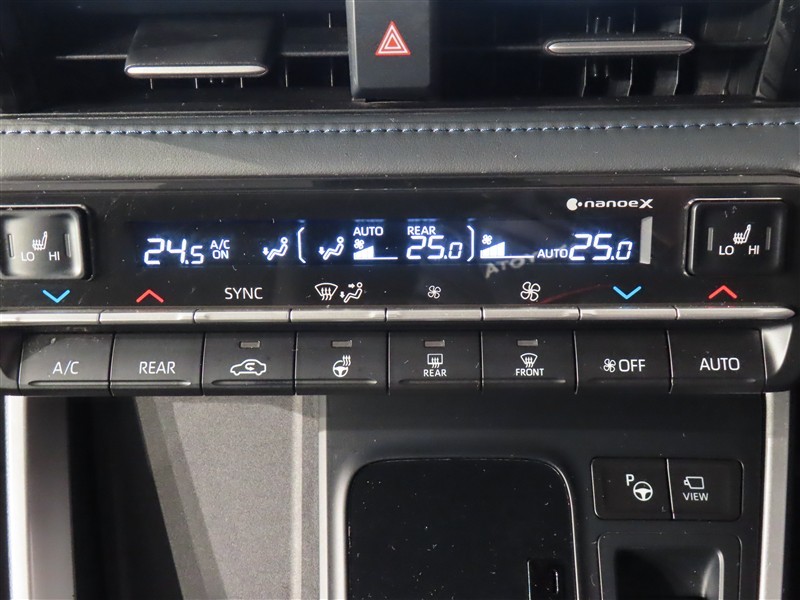 nanoeX
24.5 A/C ON AUTO REAR 25.0 AUTO 25.0
LO HI
LO HI
SYNC
A/C REAR REAR FRONT OFF AUTO
P
VIEW